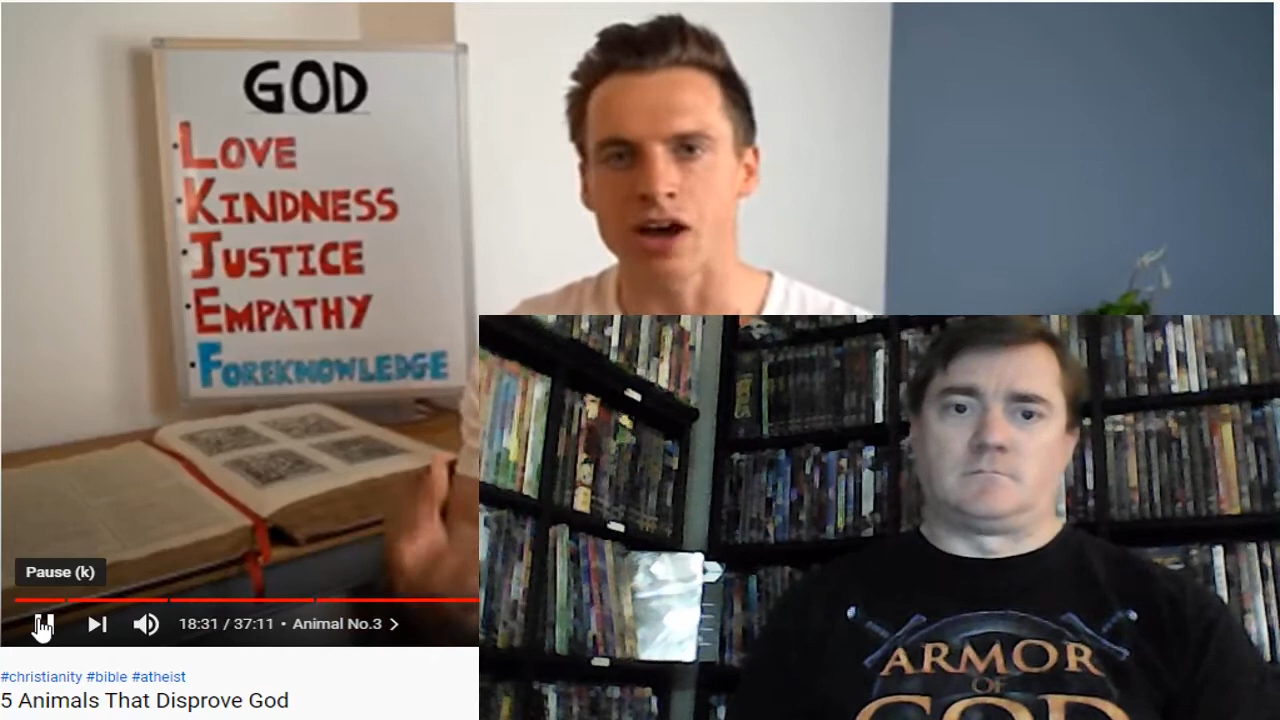 GOD
LOVE
KINDNESS
JUSTICE
EMPATHY
FOREKNOWLEDGE
Pause (k)
18:31 / 37:11 • Animal No.3 >
#christianity #bible #atheist
5 Animals That Disprove God
ARMOR
OF
GOD